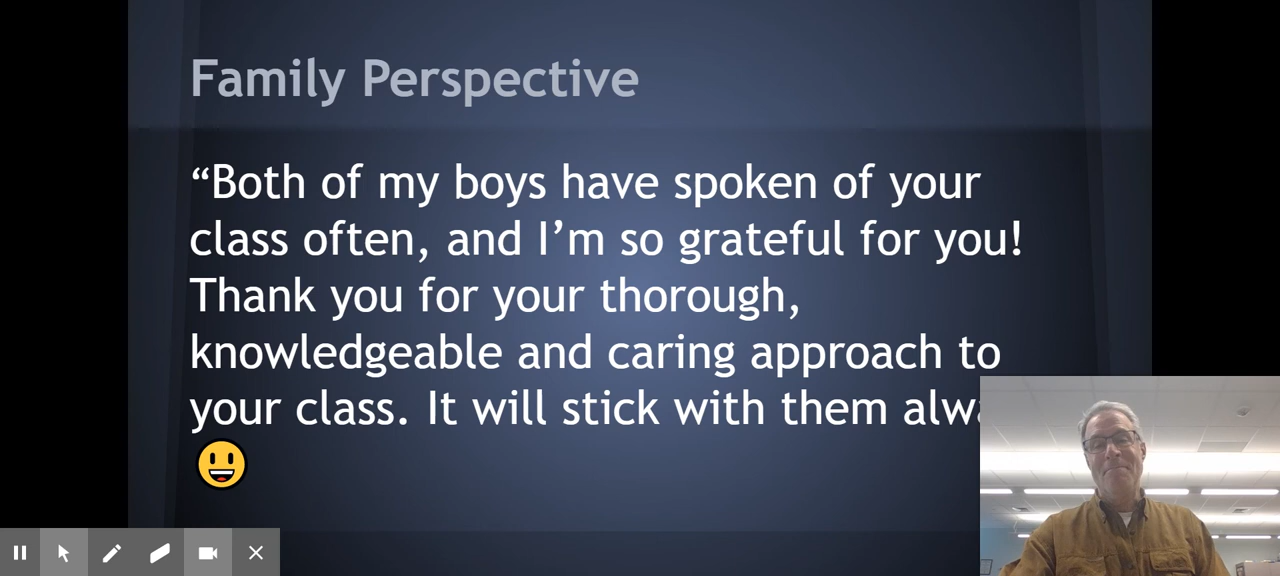 Family Perspective
“Both of my boys have spoken of your
class often, and I’m so grateful for you!
Thank you for your thorough,
knowledgeable and caring approach to
your class. It will stick with them